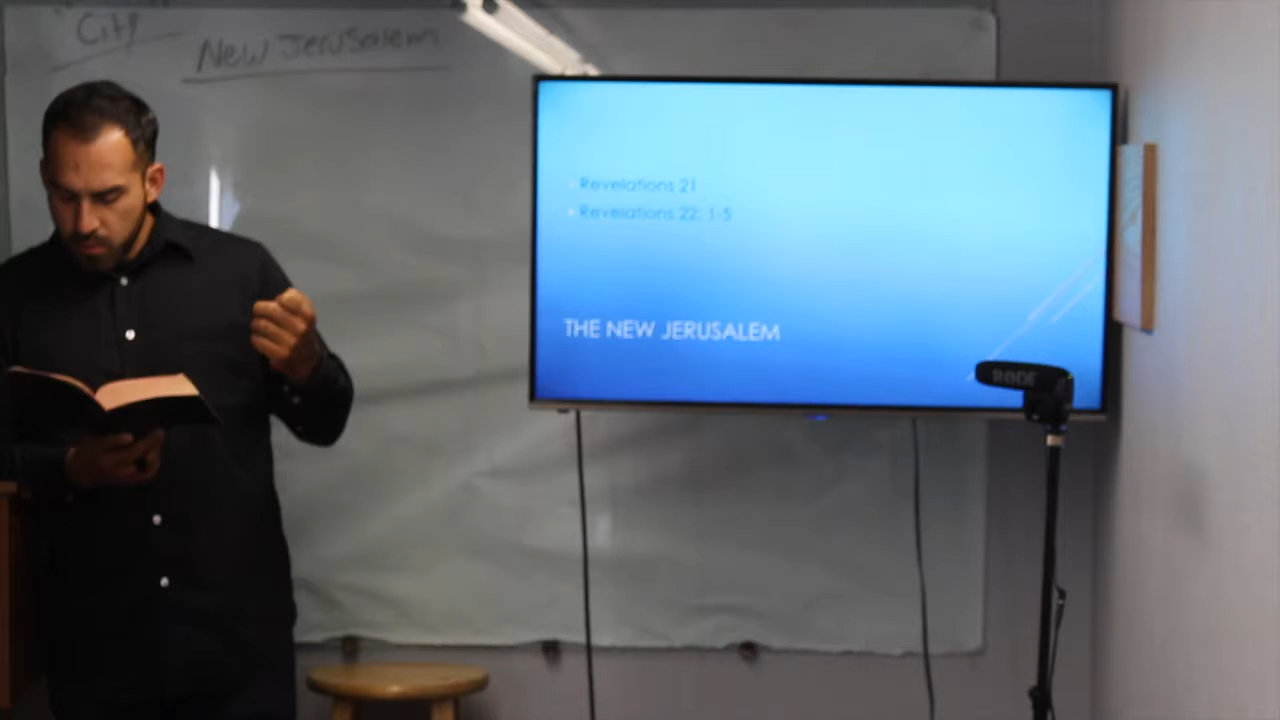 City
New Jerusalem
Revelations 21
Revelations 22: 1-5
THE NEW JERUSALEM
RODE